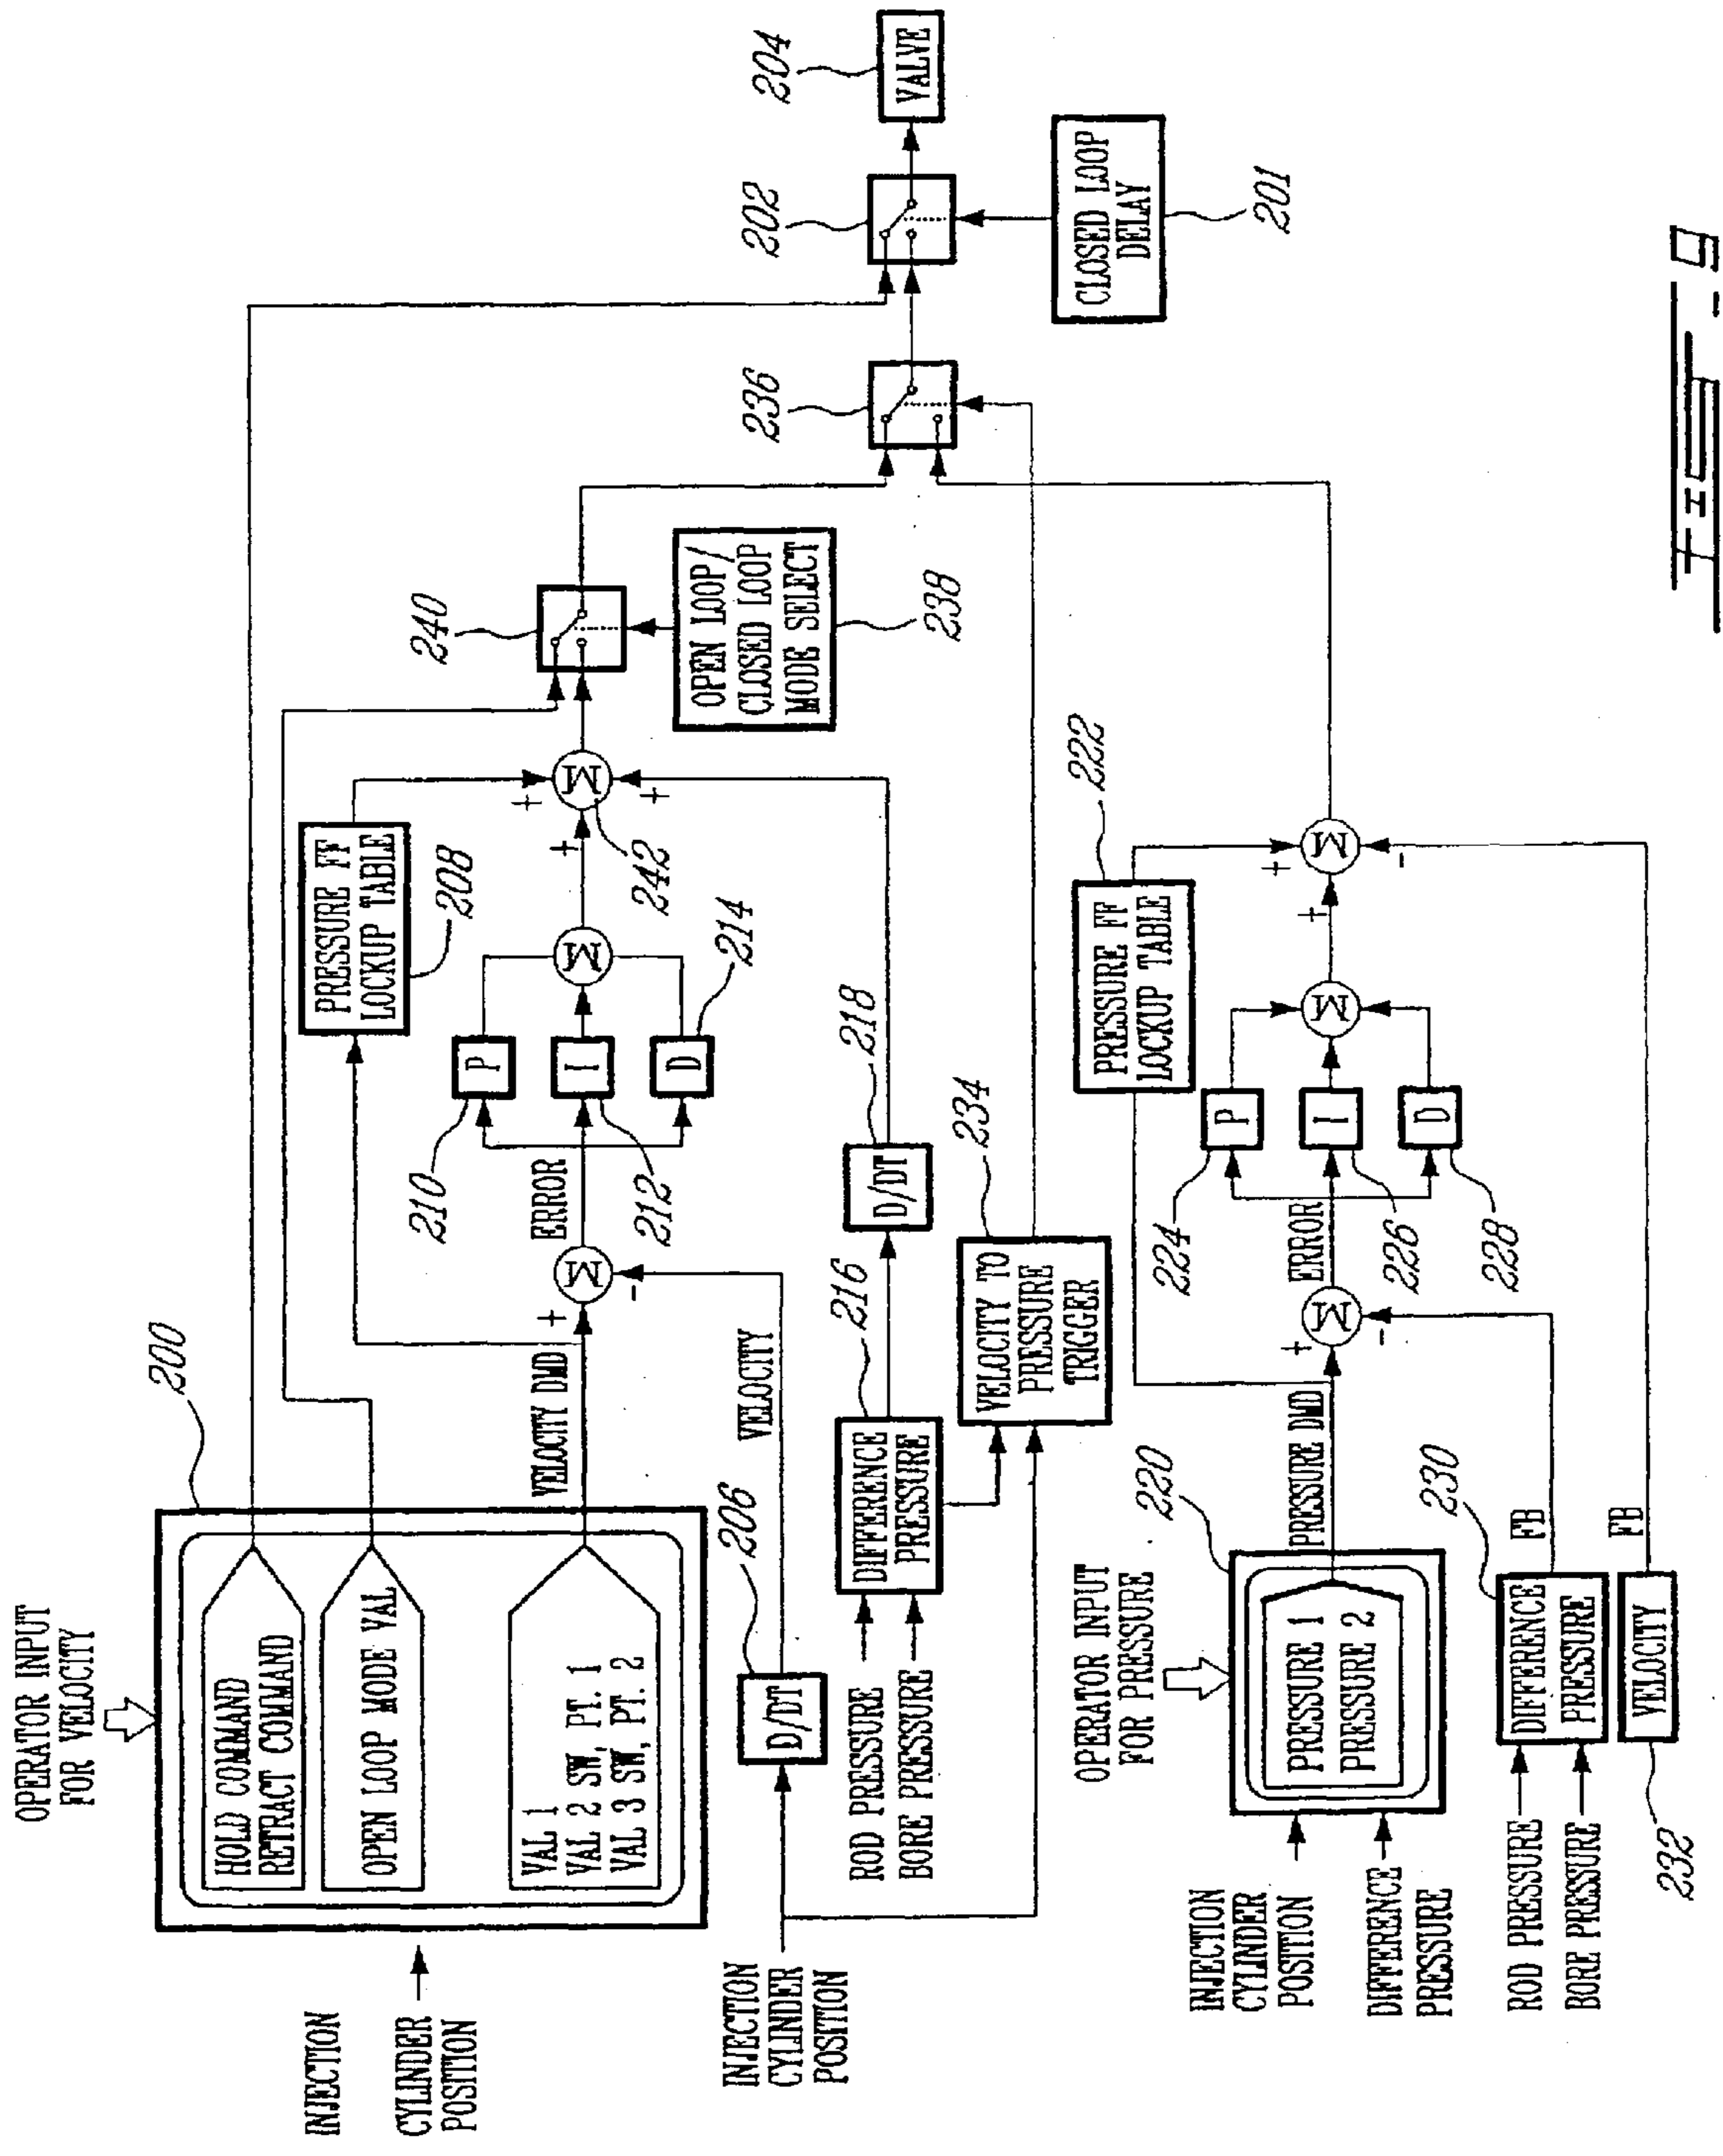 OPERATOR INPUT
FOR VELOCITY
200
HOLD COMMAND
RETRACT COMMAND
OPEN LOOP MODE VAL
VAL 1
VAL 2 SW, PT. 1
VAL 3 SW, PT. 2
INJECTION
CYLINDER
POSITION
VELOCITY DMD
+
-
M
ERROR
PRESSURE FF
LOCKUP TABLE
208
P
210
I
212
D
214
M
+
+
+
M
242
240
OPEN LOOP/
CLOSED LOOP
MODE SELECT
238
236
202
204
VALVE
CLOSED LOOP
DELAY
201
INJECTION
CYLINDER
POSITION
D/DT
206
VELOCITY
ROD PRESSURE
BORE PRESSURE
DIFFERENCE
PRESSURE
216
D/DT
218
VELOCITY TO
PRESSURE
TRIGGER
234
OPERATOR INPUT
FOR PRESSURE
220
PRESSURE 1
PRESSURE 2
INJECTION
CYLINDER
POSITION
DIFFERENCE
PRESSURE
PRESSURE DMD
+
-
M
ERROR
PRESSURE FF
LOCKUP TABLE
222
P
224
I
226
D
228
M
+
+
-
M
ROD PRESSURE
BORE PRESSURE
DIFFERENCE
PRESSURE
230
FB
VELOCITY
232
FB
FIG. 9